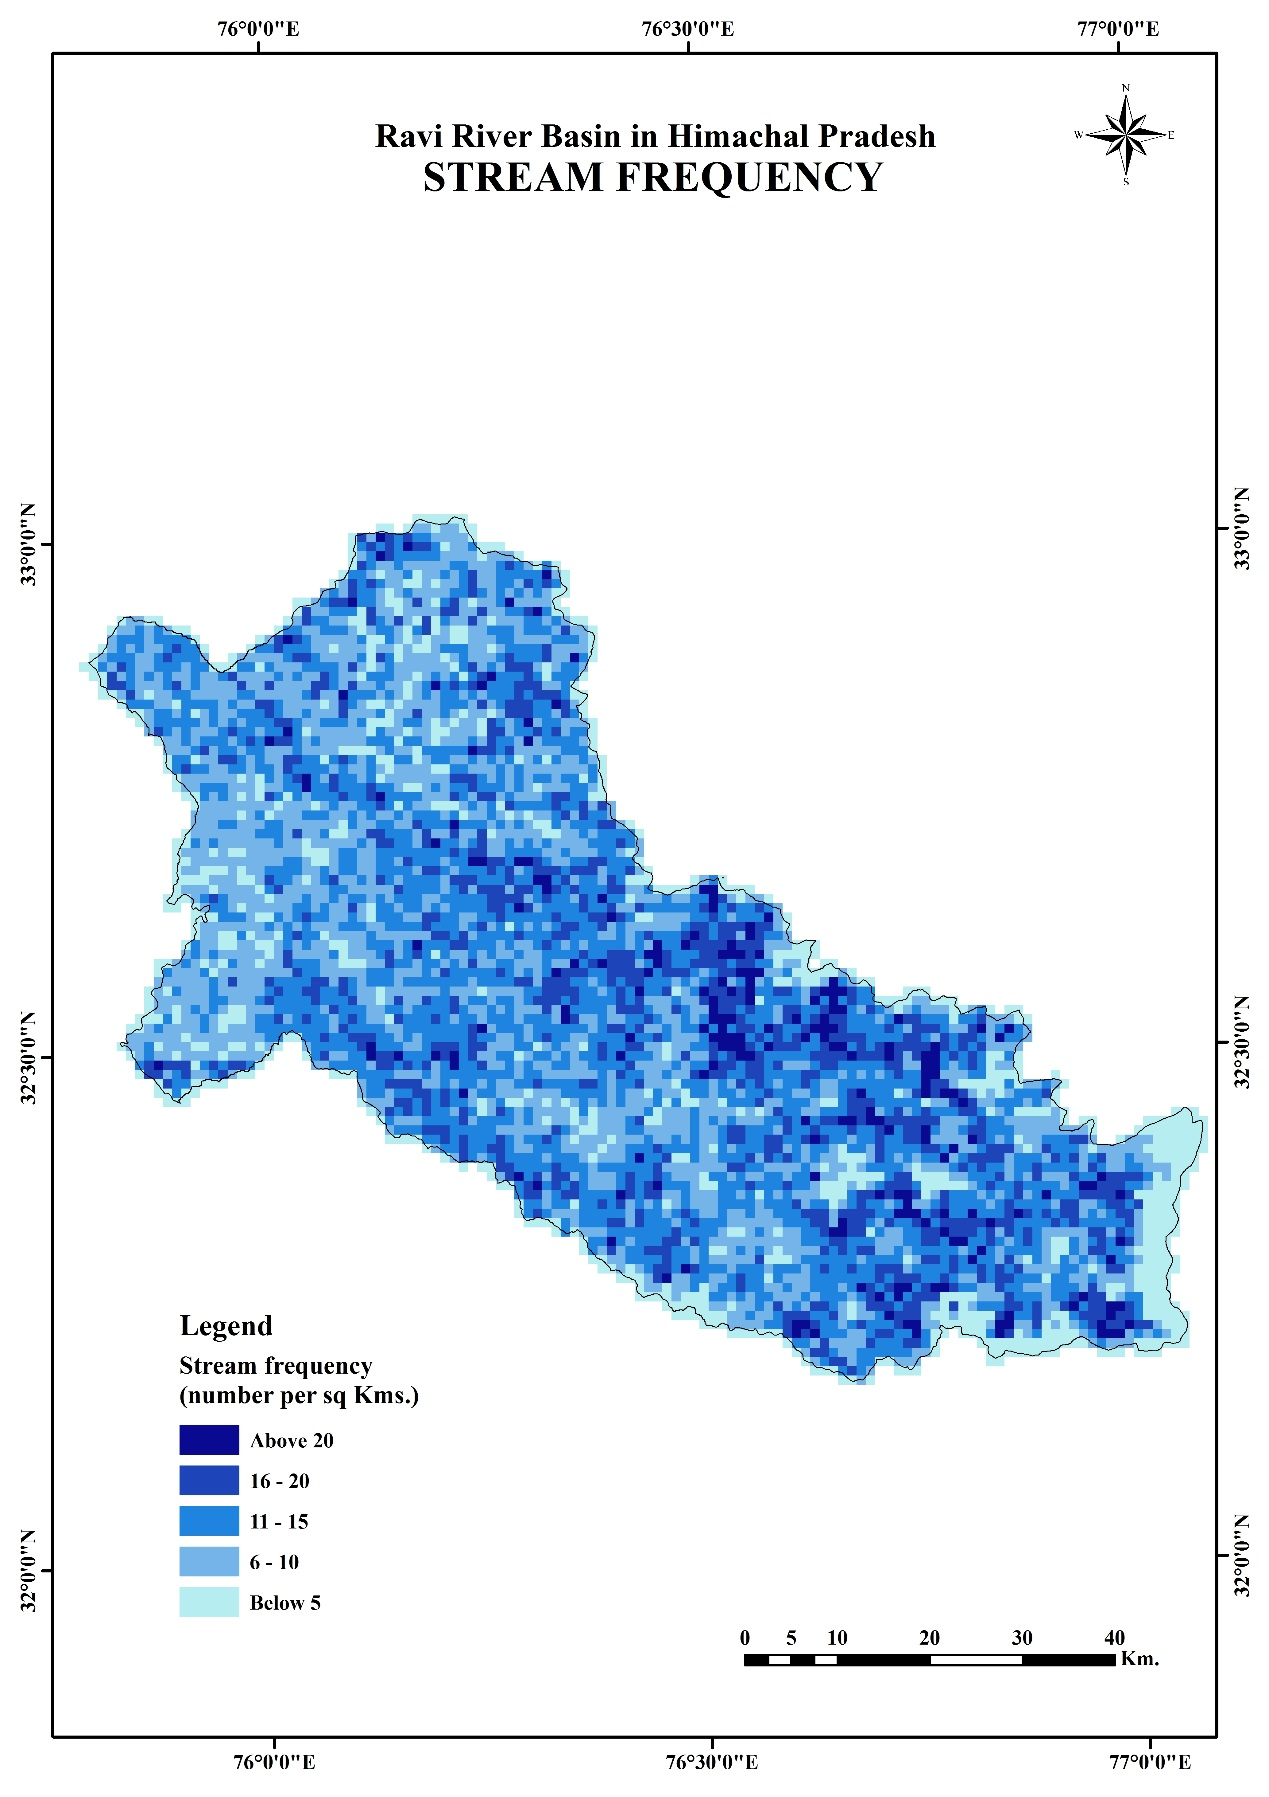 76°0'0"E 76°30'0"E 77°0'0"E
N
W E
S
Ravi River Basin in Himachal Pradesh
STREAM FREQUENCY
33°0'0"N 33°0'0"N
32°30'0"N 32°30'0"N
Legend
Stream frequency
(number per sq Kms.)
Above 20
16 - 20
11 - 15
6 - 10
Below 5
32°0'0"N 32°0'0"N
0 5 10 20 30 40
Km.
76°0'0"E 76°30'0"E 77°0'0"E